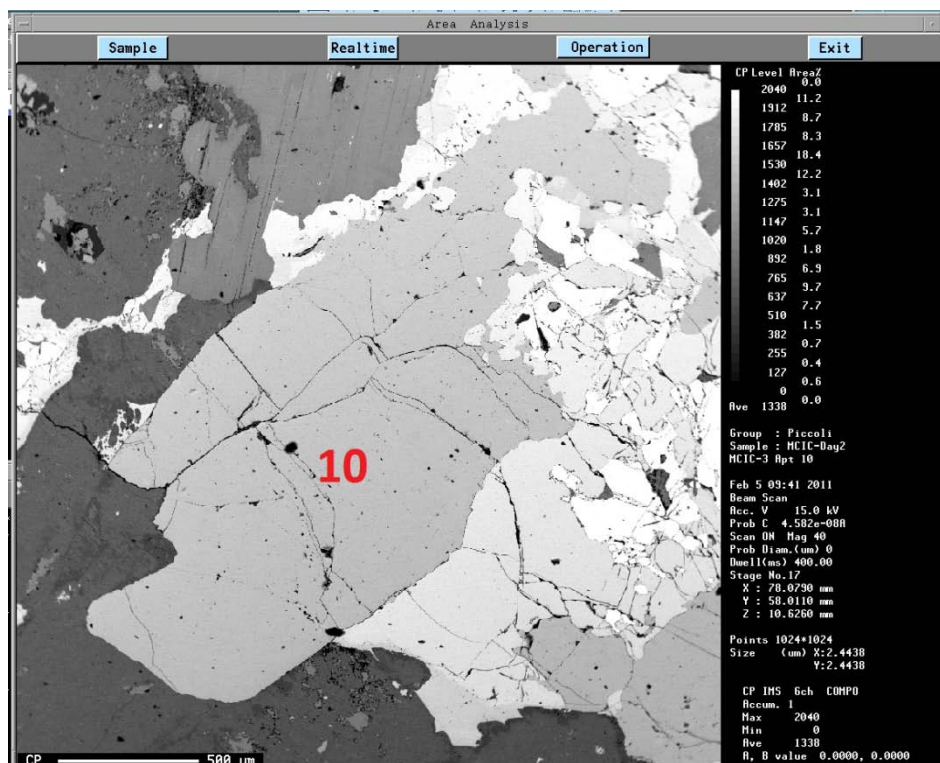 Area Analysis
Sample Realtime Operation Exit
CP Level Area%
2040 0.0
1912 11.2
1785 8.7
1657 8.3
1530 18.4
1402 12.2
1275 3.1
1147 3.1
1020 5.7
892 1.8
765 6.9
637 9.7
510 7.7
382 1.5
255 0.7
127 0.4
0 0.6
Ave 1338 0.0
Group : Piccoli
Sample : MCIC-Day2
MCIC-3 Apt 10
Feb 5 09:41 2011
Beam Scan
Acc. V 15.0 kV
Prob C 4.582e-08A
Scan ON Mag 40
Prob Diam.(um) 0
Dwell(ms) 400.00
Stage No.17
X : 78.0790 mm
Y : 58.0110 mm
Z : 10.6260 mm
Points 1024*1024
Size (um) X:2.4438
Y:2.4438
CP IMS 6ch COMPO
Accum. 1
Max 2040
Min 0
Ave 1338
A, B value 0.0000, 0.0000
10
CP 500 um